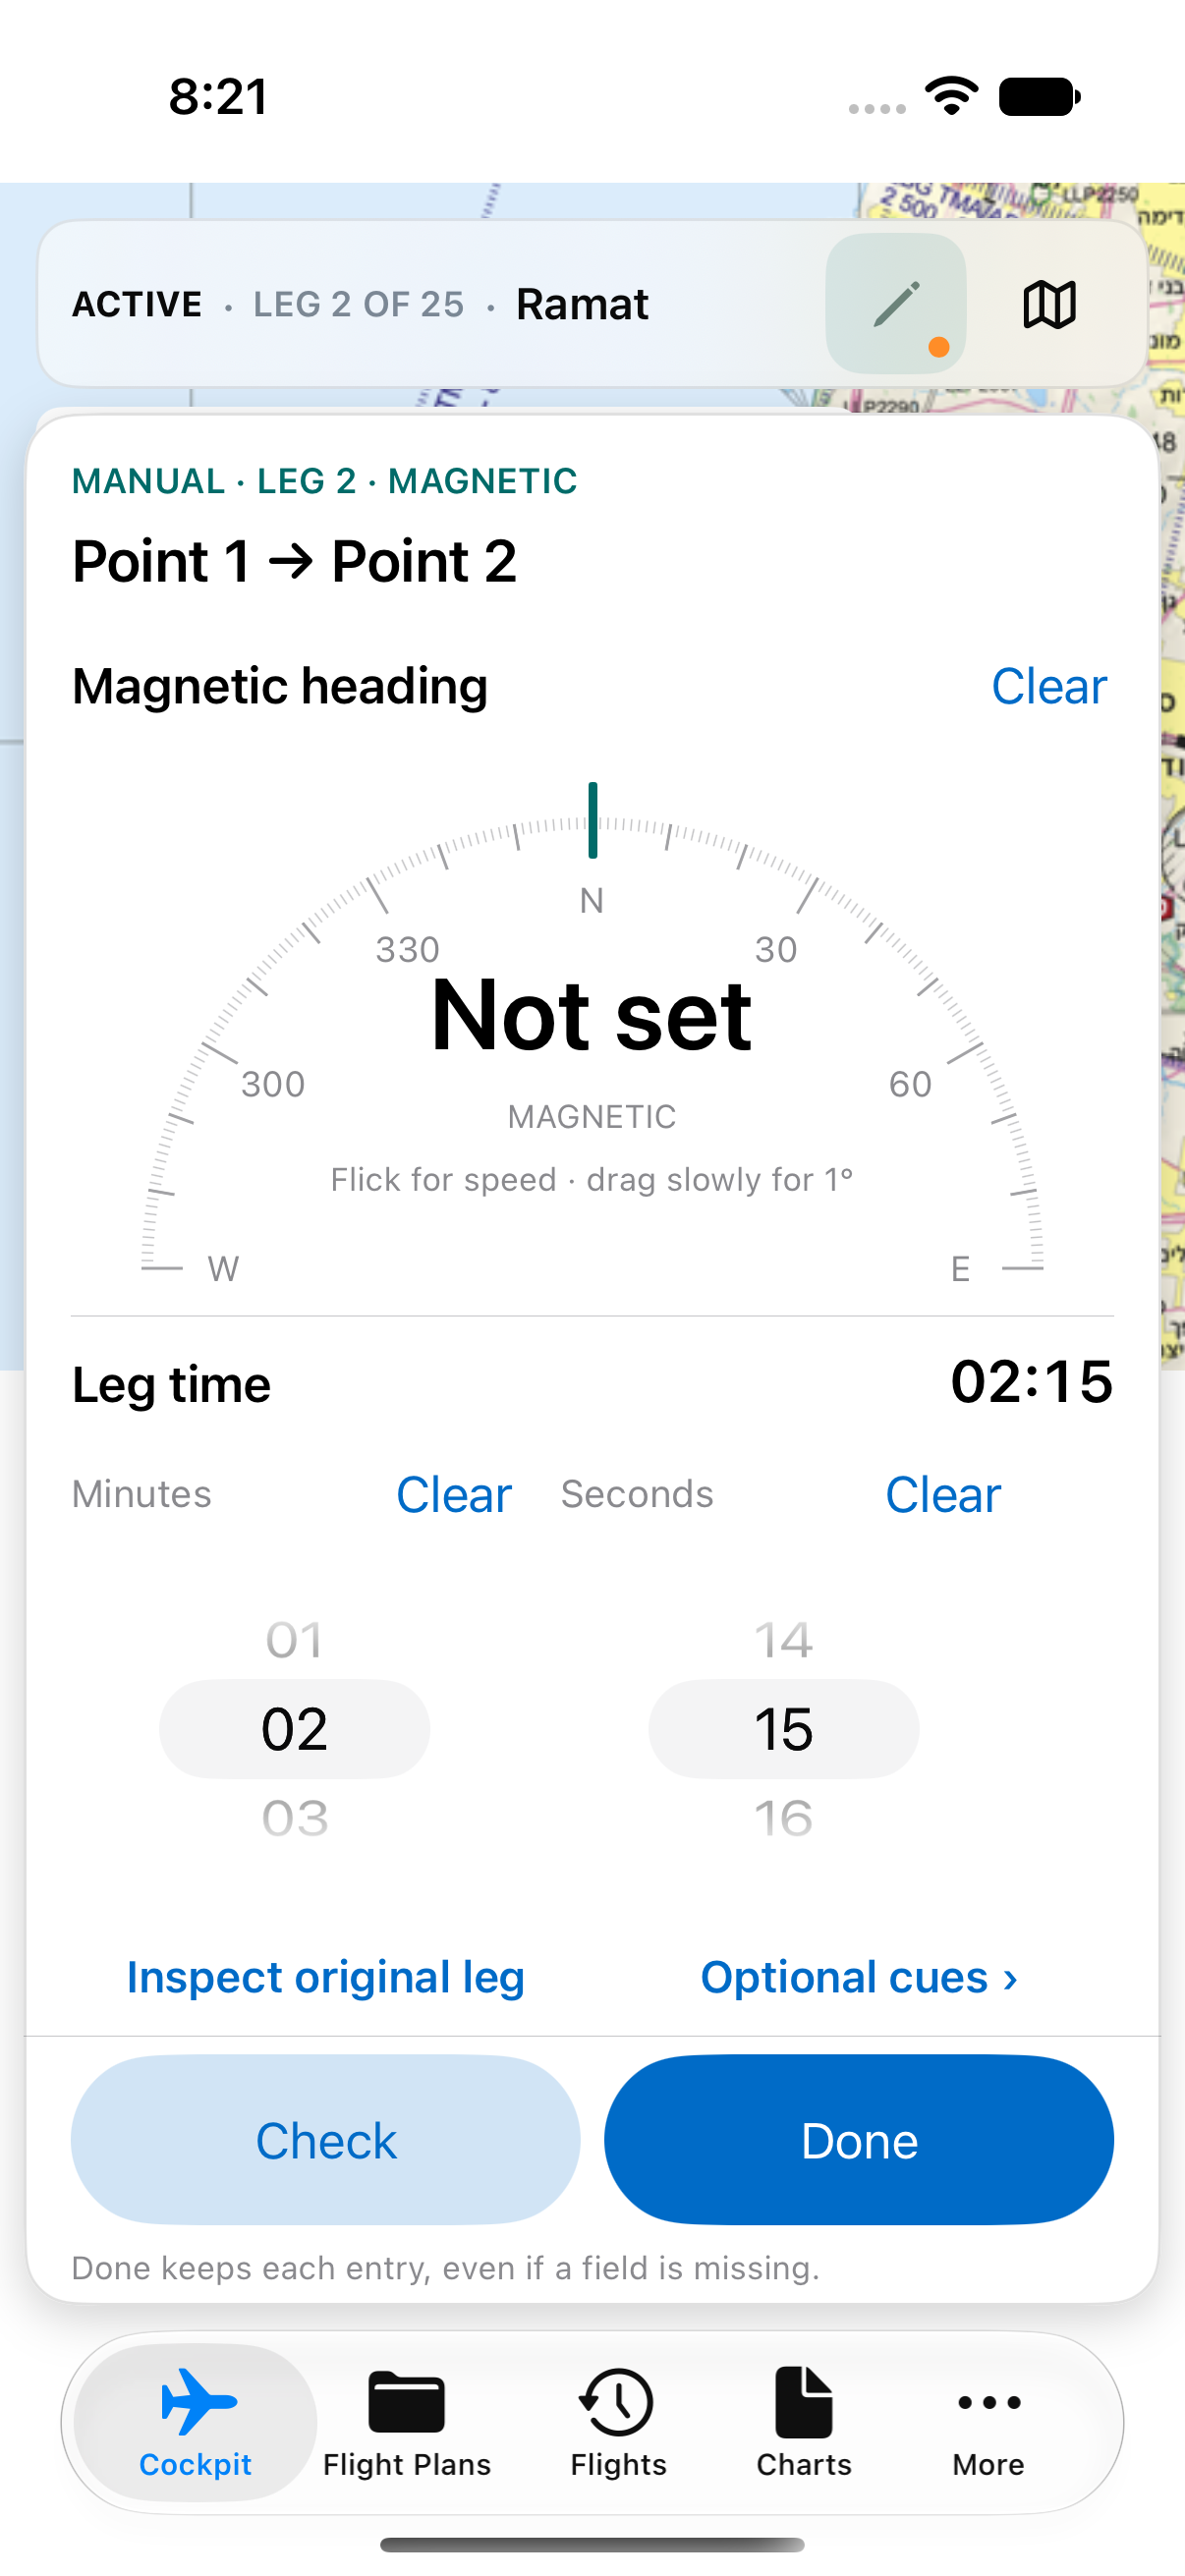 8:21
LLP2250
2 500
ACTIVE · LEG 2 OF 25 · Ramat
MANUAL · LEG 2 · MAGNETIC
Point 1 → Point 2
Magnetic heading Clear
N
330 30
Not set
300 60
MAGNETIC
Flick for speed · drag slowly for 1°
W E
Leg time 02:15
Minutes Clear Seconds Clear
01 14
02 15
03 16
Inspect original leg Optional cues ›
Check Done
Done keeps each entry, even if a field is missing.
Cockpit Flight Plans Flights Charts More